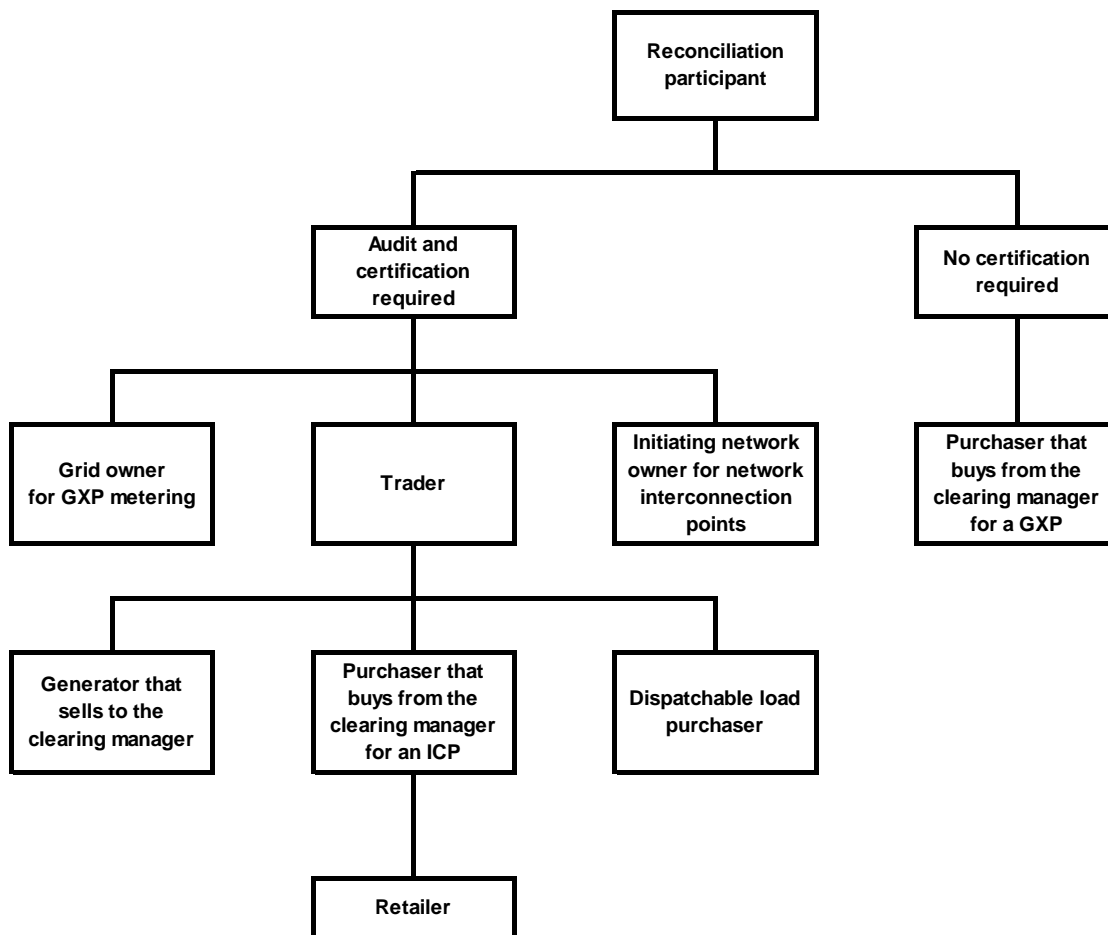 Reconciliation
participant
Audit and
certification
required
No certification
required
Grid owner
for GXP metering
Trader
Initiating network
owner for network
interconnection
points
Purchaser that
buys from the
clearing manager
for a GXP
Generator that
sells to the
clearing manager
Purchaser that
buys from the
clearing manager
for an ICP
Dispatchable load
purchaser
Retailer